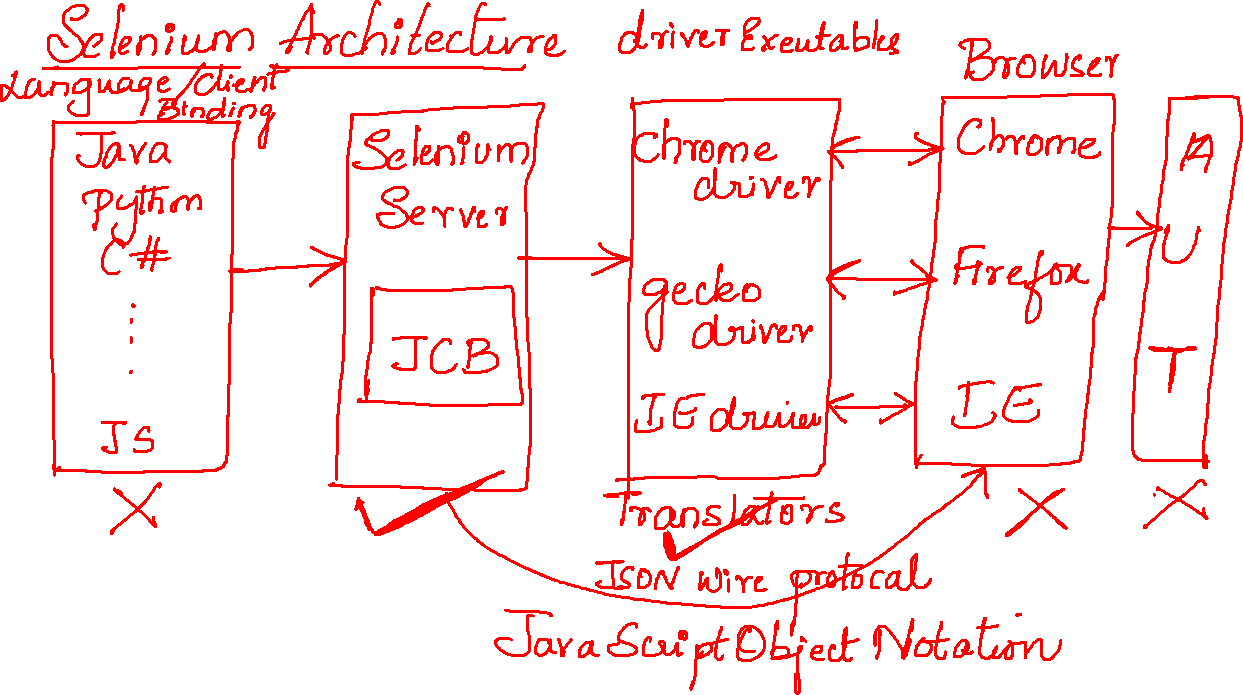 Selenium Architecture
Language/Client
Binding
Java
Python
C#
JS
Selenium
Server
JCB
driver Exeutables
Chrome
driver
gecko
driver
IE driver
Translators
Browser
Chrome
Firefox
IE
A
U
T
JSON wire protocal
JavaScript Object Notation